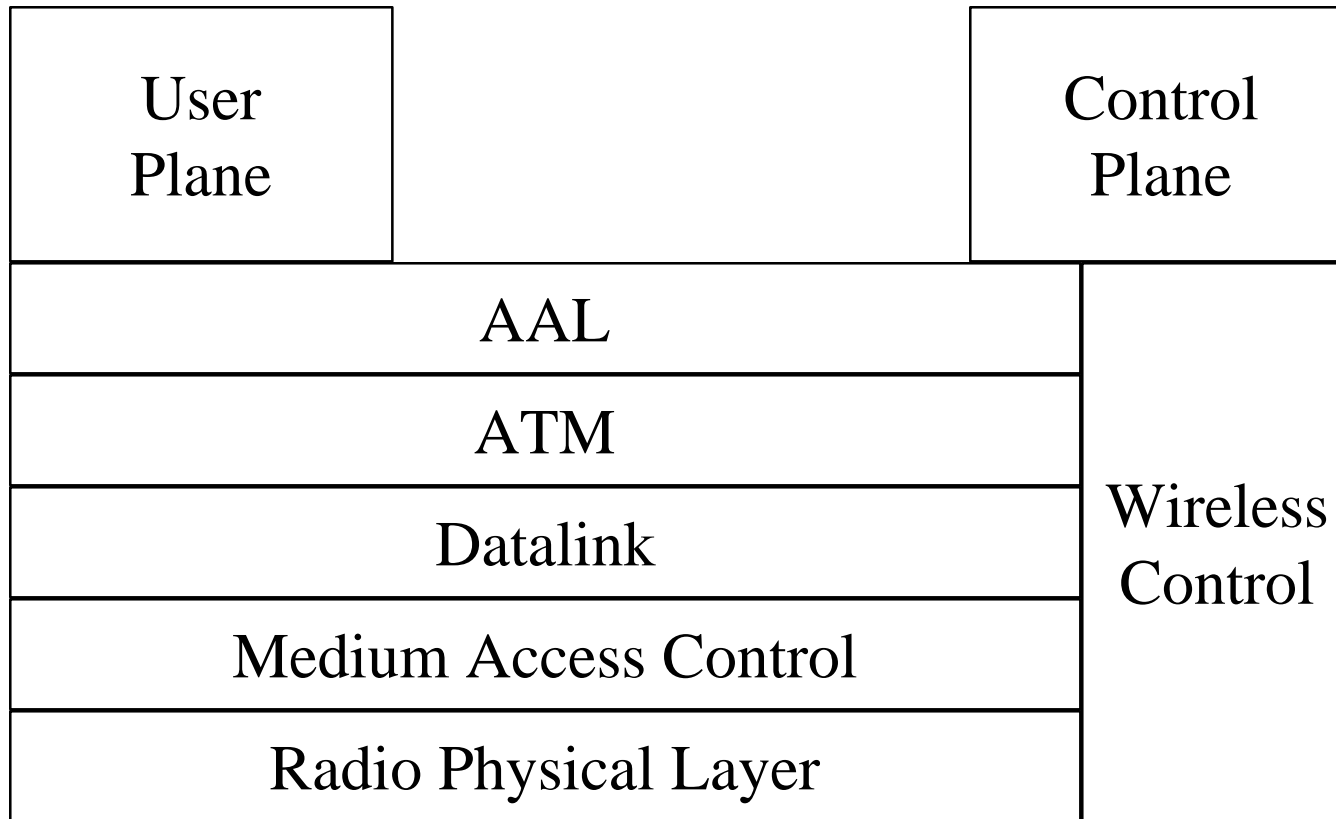 User
Plane
Control
Plane
AAL
ATM
Datalink
Wireless
Control
Medium Access Control
Radio Physical Layer